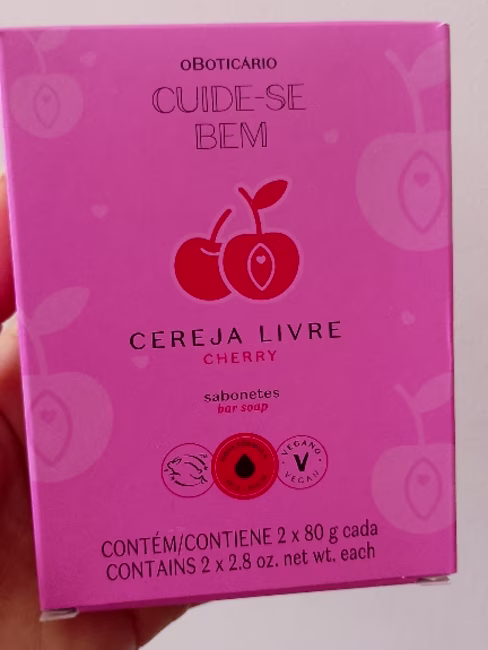 oBOTICÁRIO
CUIDE-SE
BEM
CEREJA LIVRE
CHERRY
sabonetes
bar soap
VEGANO
VEGAN
CONTÉM/CONTIENE 2 x 80 g cada
CONTAINS 2 x 2.8 oz. net wt. each